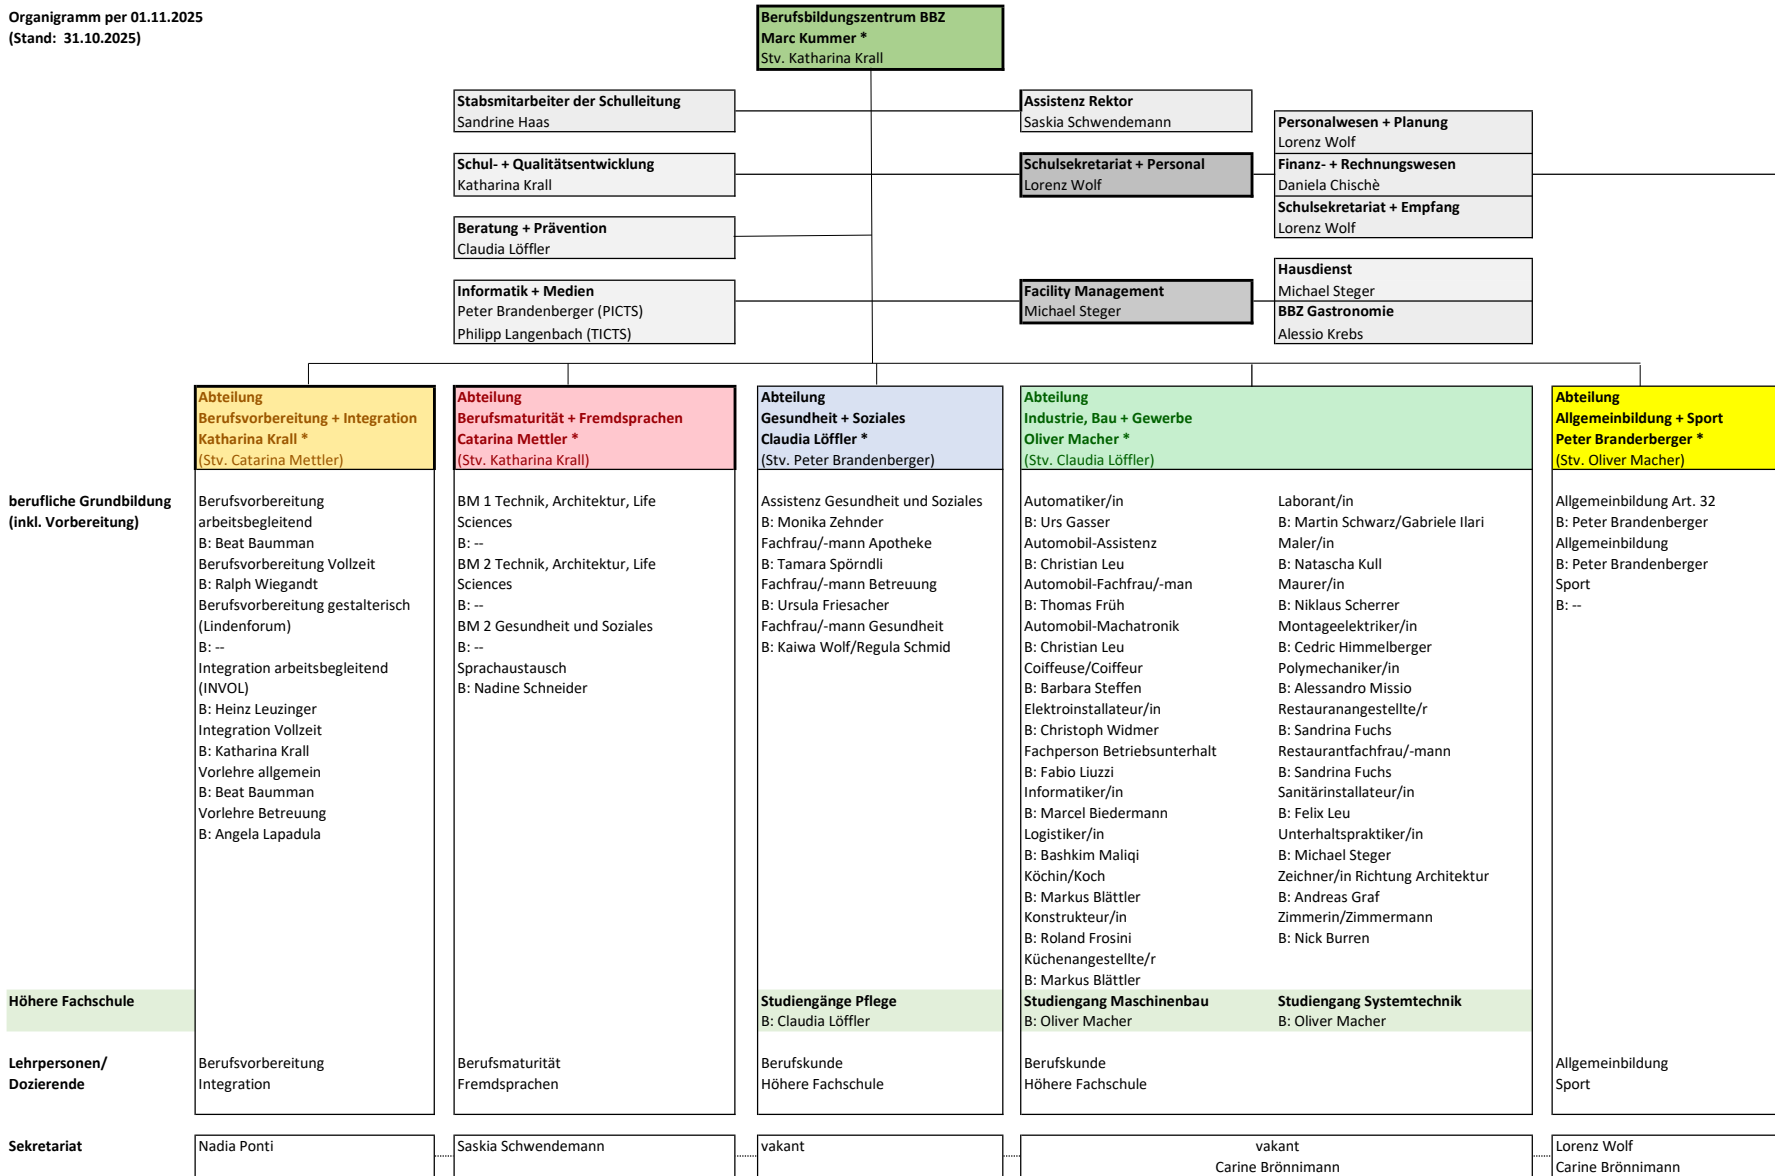 Organigramm per 01.11.2025
(Stand: 31.10.2025)
Berufsbildungszentrum BBZ
Marc Kummer *
Stv. Katharina Krall
Stabsmitarbeiter der Schulleitung
Sandrine Haas
Assistenz Rektor
Saskia Schwendemann
Schul- + Qualitätsentwicklung
Katharina Krall
Schulsekretariat + Personal
Lorenz Wolf
Personalwesen + Planung
Lorenz Wolf
Finanz- + Rechnungswesen
Daniela Chischè
Schulsekretariat + Empfang
Lorenz Wolf
Beratung + Prävention
Claudia Löffler
Informatik + Medien
Peter Brandenberger (PICTS)
Philipp Langenbach (TICTS)
Facility Management
Michael Steger
Hausdienst
Michael Steger
BBZ Gastronomie
Alessio Krebs
Abteilung
Berufsvorbereitung + Integration
Katharina Krall *
(Stv. Catarina Mettler)
Abteilung
Berufsmaturität + Fremdsprachen
Catarina Mettler *
(Stv. Katharina Krall)
Abteilung
Gesundheit + Soziales
Claudia Löffler *
(Stv. Peter Brandenberger)
Abteilung
Industrie, Bau + Gewerbe
Oliver Macher *
(Stv. Claudia Löffler)
Abteilung
Allgemeinbildung + Sport
Peter Branderberger *
(Stv. Oliver Macher)
berufliche Grundbildung
(inkl. Vorbereitung)
Berufsvorbereitung
arbeitsbegleitend
B: Beat Baumman
Berufsvorbereitung Vollzeit
B: Ralph Wiegandt
Berufsvorbereitung gestalterisch
(Lindenforum)
B: --
Integration arbeitsbegleitend
(INVOL)
B: Heinz Leuzinger
Integration Vollzeit
B: Katharina Krall
Vorlehre allgemein
B: Beat Baumman
Vorlehre Betreuung
B: Angela Lapadula
BM 1 Technik, Architektur, Life
Sciences
B: --
BM 2 Technik, Architektur, Life
Sciences
B: --
BM 2 Gesundheit und Soziales
B: --
Sprachaustausch
B: Nadine Schneider
Assistenz Gesundheit und Soziales
B: Monika Zehnder
Fachfrau/-mann Apotheke
B: Tamara Spörndli
Fachfrau/-mann Betreuung
B: Ursula Friesacher
Fachfrau/-mann Gesundheit
B: Kaiwa Wolf/Regula Schmid
Automatiker/in
B: Urs Gasser
Automobil-Assistenz
B: Christian Leu
Automobil-Fachfrau/-man
B: Thomas Früh
Automobil-Machatronik
B: Christian Leu
Coiffeuse/Coiffeur
B: Barbara Steffen
Elektroinstallateur/in
B: Christoph Widmer
Fachperson Betriebsunterhalt
B: Fabio Liuzzi
Informatiker/in
B: Marcel Biedermann
Logistiker/in
B: Bashkim Maliqi
Köchin/Koch
B: Markus Blättler
Konstrukteur/in
B: Roland Frosini
Küchenangestellte/r
B: Markus Blättler
Laborant/in
B: Martin Schwarz/Gabriele Ilari
Maler/in
B: Natascha Kull
Maurer/in
B: Niklaus Scherrer
Montageelektriker/in
B: Cedric Himmelberger
Polymechaniker/in
B: Alessandro Missio
Restauranangestellte/r
B: Sandrina Fuchs
Restaurantfachfrau/-mann
B: Sandrina Fuchs
Sanitärinstallateur/in
B: Felix Leu
Unterhaltspraktiker/in
B: Michael Steger
Zeichner/in Richtung Architektur
B: Andreas Graf
Zimmerin/Zimmermann
B: Nick Burren
Allgemeinbildung Art. 32
B: Peter Brandenberger
Allgemeinbildung
B: Peter Brandenberger
Sport
B: --
Höhere Fachschule
Studiengänge Pflege
B: Claudia Löffler
Studiengang Maschinenbau
B: Oliver Macher
Studiengang Systemtechnik
B: Oliver Macher
Lehrpersonen/
Dozierende
Berufsvorbereitung
Integration
Berufsmaturität
Fremdsprachen
Berufskunde
Höhere Fachschule
Berufskunde
Höhere Fachschule
Allgemeinbildung
Sport
Sekretariat
Nadia Ponti
Saskia Schwendemann
vakant
vakant
Carine Brönnimann
Lorenz Wolf
Carine Brönnimann